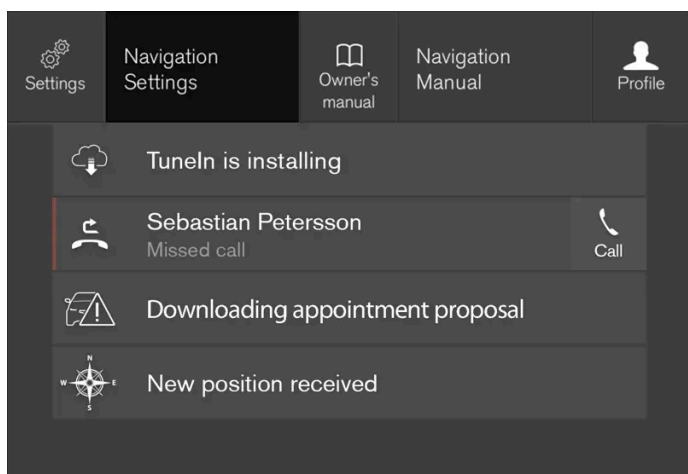 Settings
Navigation
Settings
Owner's
manual
Navigation
Manual
Profile
TuneIn is installing
Sebastian Petersson
Missed call
Call
Downloading appointment proposal
N
W
E
S
New position received